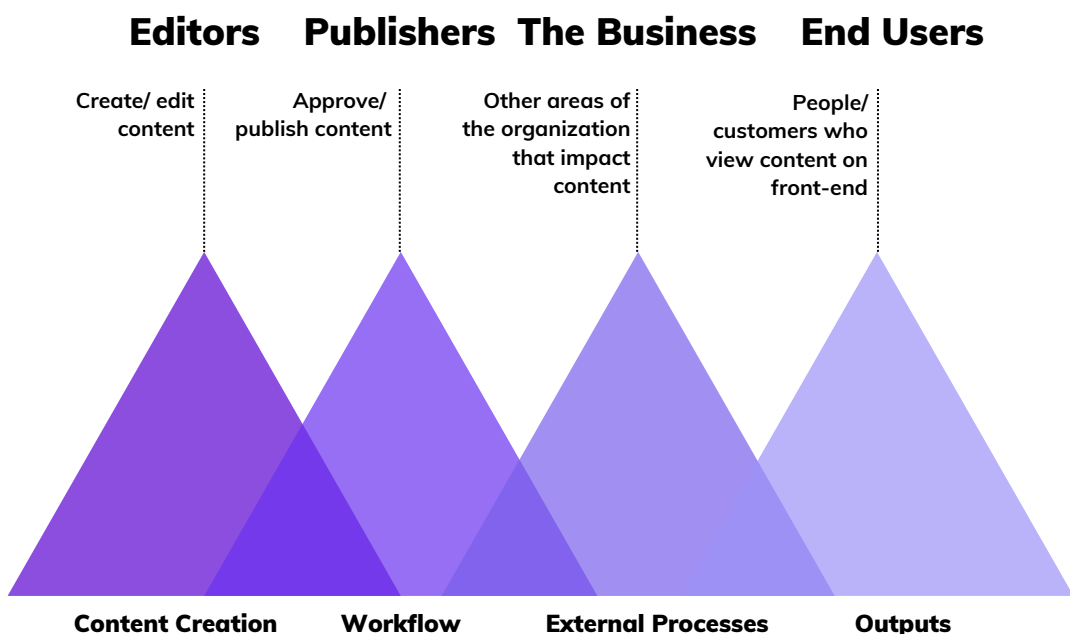 Editors
Publishers
The Business
End Users
Create/ edit
content
Approve/
publish content
Other areas of
the organization
that impact
content
People/
customers who
view content on
front-end
Content Creation
Workflow
External Processes
Outputs